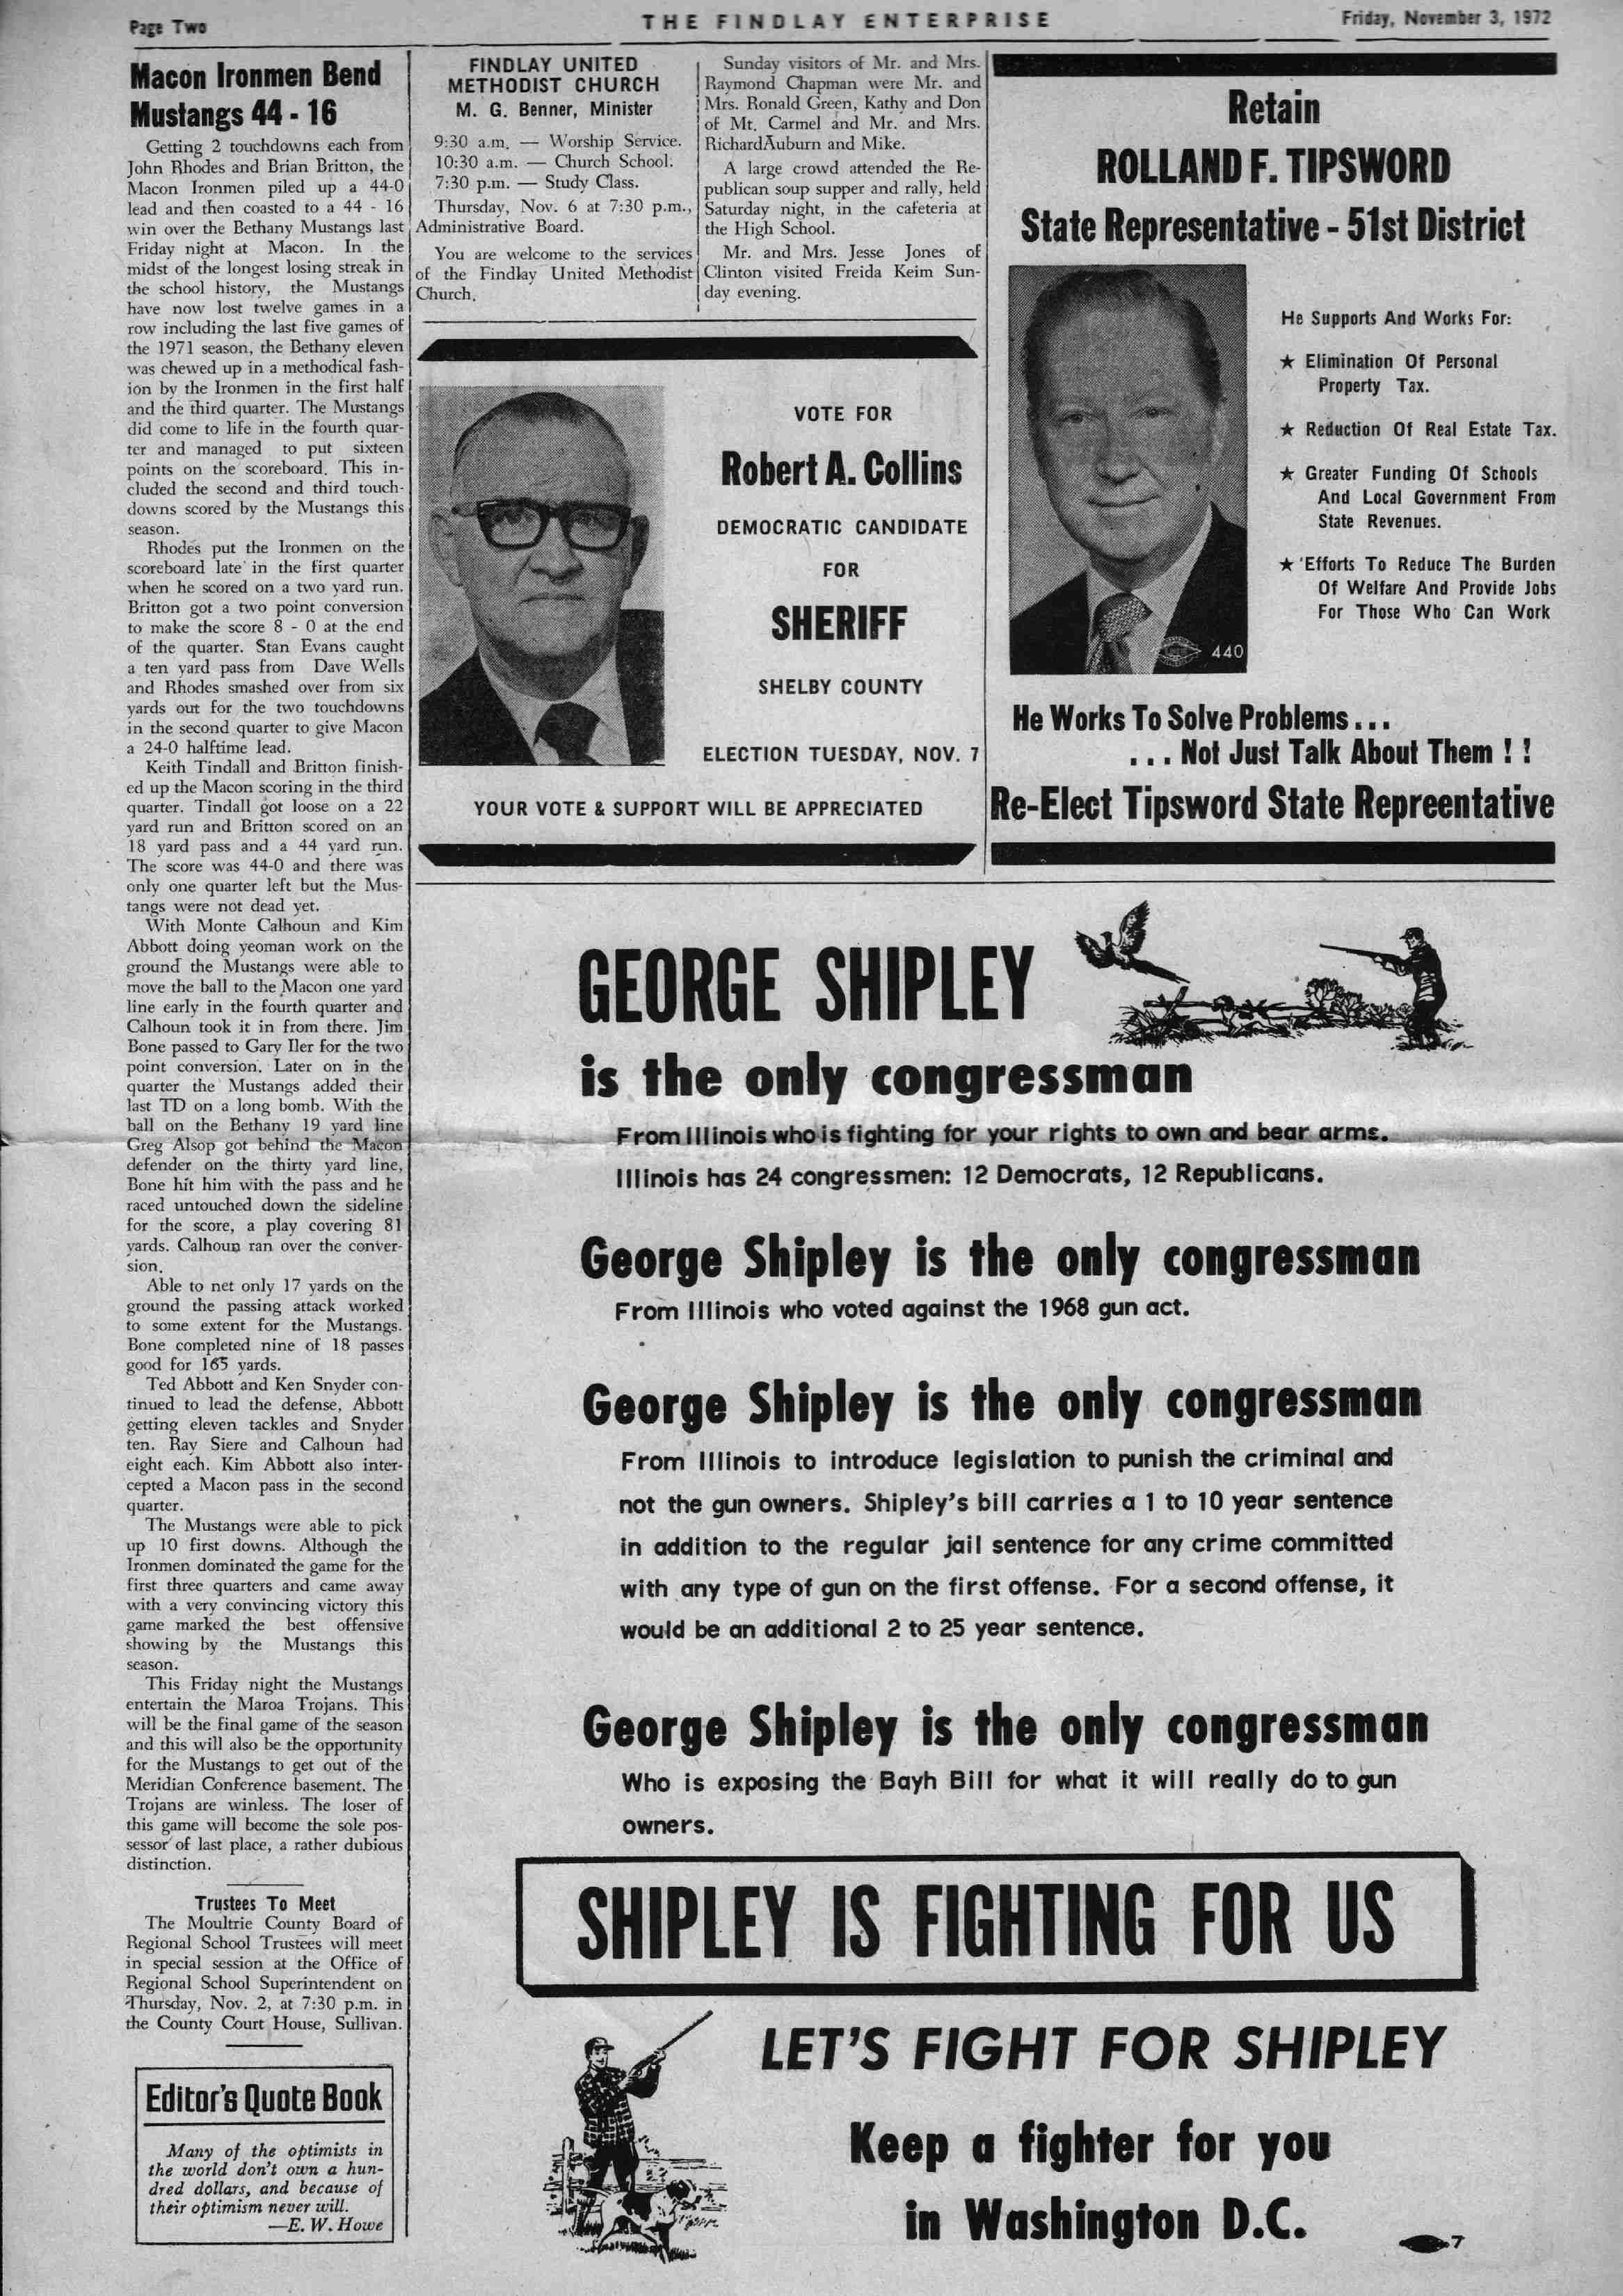 Page Two
THE FINDLAY ENTERPRISE
Friday, November 3, 1972
Macon Ironmen Bend
Mustangs 44 - 16
Getting 2 touchdowns each from
John Rhodes and Brian Britton, the
Macon Ironmen piled up a 44-0
lead and then coasted to a 44 - 16
win over the Bethany Mustangs last
Friday night at Macon. In the
midst of the longest losing streak in
the school history, the Mustangs
have now lost twelve games in a
row including the last five games of
the 1971 season, the Bethany eleven
was chewed up in a methodical fash-
ion by the Ironmen in the first half
and the third quarter. The Mustangs
did come to life in the fourth quar-
ter and managed to put sixteen
points on the scoreboard. This in-
cluded the second and third touch-
downs scored by the Mustangs this
season.
Rhodes put the Ironmen on the
scoreboard late in the first quarter
when he scored on a two yard run.
Britton got a two point conversion
to make the score 8 - 0 at the end
of the quarter. Stan Evans caught
a ten yard pass from Dave Wells
and Rhodes smashed over from six
yards out for the two touchdowns
in the second quarter to give Macon
a 24-0 halftime lead.
Keith Tindall and Britton finish-
ed up the Macon scoring in the third
quarter. Tindall got loose on a 22
yard run and Britton scored on an
18 yard pass and a 44 yard run.
The score was 44-0 and there was
only one quarter left but the Mus-
tangs were not dead yet.
With Monte Calhoun and Kim
Abbott doing yeoman work on the
ground the Mustangs were able to
move the ball to the Macon one yard
line early in the fourth quarter and
Calhoun took it in from there. Jim
Bone passed to Gary Iler for the two
point conversion. Later on in the
quarter the Mustangs added their
last TD on a long bomb. With the
ball on the Bethany 19 yard line
Greg Alsop got behind the Macon
defender on the thirty yard line,
Bone hit him with the pass and he
raced untouched down the sideline
for the score, a play covering 81
yards. Calhoun ran over the conver-
sion.
Able to net only 17 yards on the
ground the passing attack worked
to some extent for the Mustangs.
Bone completed nine of 18 passes
good for 165 yards.
Ted Abbott and Ken Snyder con-
tinued to lead the defense, Abbott
getting eleven tackles and Snyder
ten. Ray Siere and Calhoun had
eight each. Kim Abbott also inter-
cepted a Macon pass in the second
quarter.
The Mustangs were able to pick
up 10 first downs. Although the
Ironmen dominated the game for the
first three quarters and came away
with a very convincing victory this
game marked the best offensive
showing by the Mustangs this
season.
This Friday night the Mustangs
entertain the Maroa Trojans. This
will be the final game of the season
and this will also be the opportunity
for the Mustangs to get out of the
Meridian Conference basement. The
Trojans are winless. The loser of
this game will become the sole pos-
sessor of last place, a rather dubious
distinction.
Trustees To Meet
The Moultrie County Board of
Regional School Trustees will meet
in special session at the Office of
Regional School Superintendent on
Thursday, Nov. 2, at 7:30 p.m. in
the County Court House, Sullivan.
Editor's Quote Book
Many of the optimists in
the world don't own a hun-
dred dollars, and because of
their optimism never will.
—E. W. Howe
FINDLAY UNITED
METHODIST CHURCH
M. G. Benner, Minister
9:30 a.m. — Worship Service.
10:30 a.m. — Church School.
7:30 p.m. — Study Class.
Thursday, Nov. 6 at 7:30 p.m.,
Administrative Board.
You are welcome to the services
of the Findlay United Methodist
Church.
Sunday visitors of Mr. and Mrs.
Raymond Chapman were Mr. and
Mrs. Ronald Green, Kathy and Don
of Mt. Carmel and Mr. and Mrs.
RichardAuburn and Mike.
A large crowd attended the Re-
publican soup supper and rally, held
Saturday night, in the cafeteria at
the High School.
Mr. and Mrs. Jesse Jones of
Clinton visited Freida Keim Sun-
day evening.
VOTE FOR
Robert A. Collins
DEMOCRATIC CANDIDATE
FOR
SHERIFF
SHELBY COUNTY
ELECTION TUESDAY, NOV. 7
YOUR VOTE & SUPPORT WILL BE APPRECIATED
Retain
ROLLAND F. TIPSWORD
State Representative - 51st District
He Supports And Works For:
★ Elimination Of Personal
Property Tax.
★ Reduction Of Real Estate Tax.
★ Greater Funding Of Schools
And Local Government From
State Revenues.
★ Efforts To Reduce The Burden
Of Welfare And Provide Jobs
For Those Who Can Work
440
He Works To Solve Problems . . .
. . . Not Just Talk About Them ! !
Re-Elect Tipsword State Repreentative
GEORGE SHIPLEY
is the only congressman
From Illinois who is fighting for your rights to own and bear arms.
Illinois has 24 congressmen: 12 Democrats, 12 Republicans.
George Shipley is the only congressman
From Illinois who voted against the 1968 gun act.
George Shipley is the only congressman
From Illinois to introduce legislation to punish the criminal and
not the gun owners. Shipley's bill carries a 1 to 10 year sentence
in addition to the regular jail sentence for any crime committed
with any type of gun on the first offense. For a second offense, it
would be an additional 2 to 25 year sentence.
George Shipley is the only congressman
Who is exposing the Bayh Bill for what it will really do to gun
owners.
SHIPLEY IS FIGHTING FOR US
LET'S FIGHT FOR SHIPLEY
Keep a fighter for you
in Washington D.C.
7